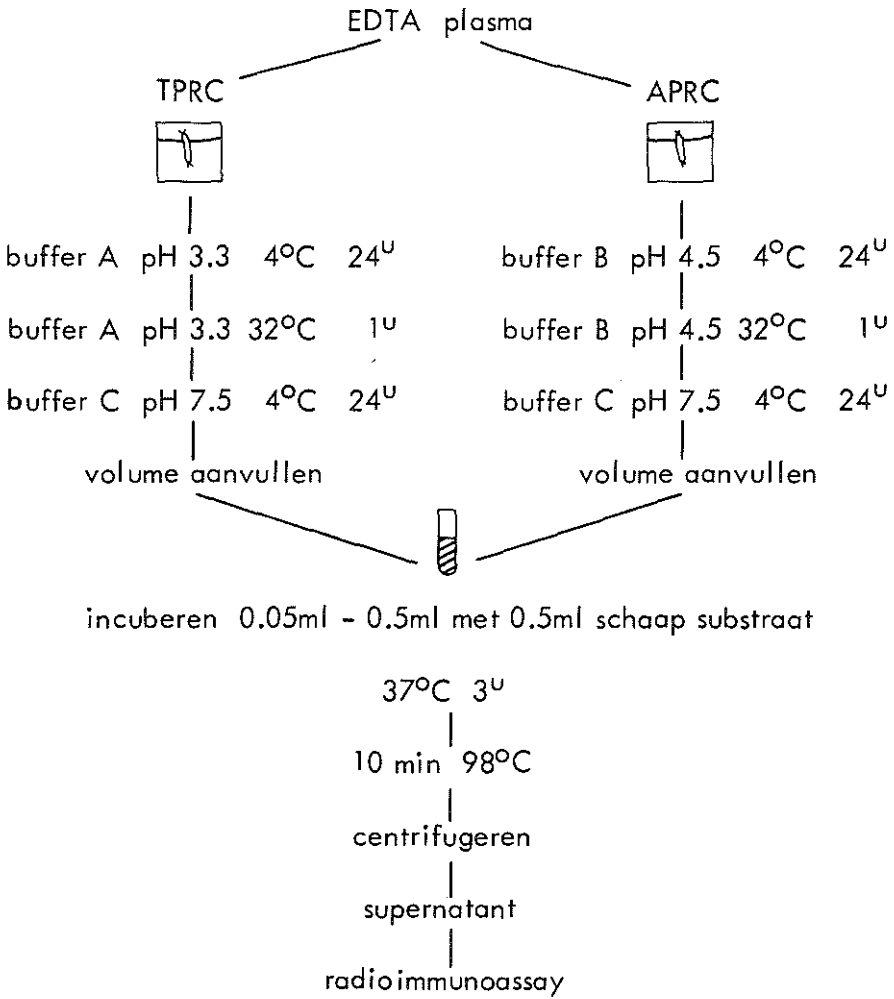 EDTA plasma
TPRC
APRC
buffer A pH 3.3 4°C 24ᵁ
buffer B pH 4.5 4°C 24ᵁ
buffer A pH 3.3 32°C 1ᵁ
buffer B pH 4.5 32°C 1ᵁ
buffer C pH 7.5 4°C 24ᵁ
buffer C pH 7.5 4°C 24ᵁ
volume aanvullen
volume aanvullen
incuberen 0.05ml - 0.5ml met 0.5ml schaap substraat
37°C 3ᵁ
10 min 98°C
centrifugeren
supernatant
radioimmunoassay